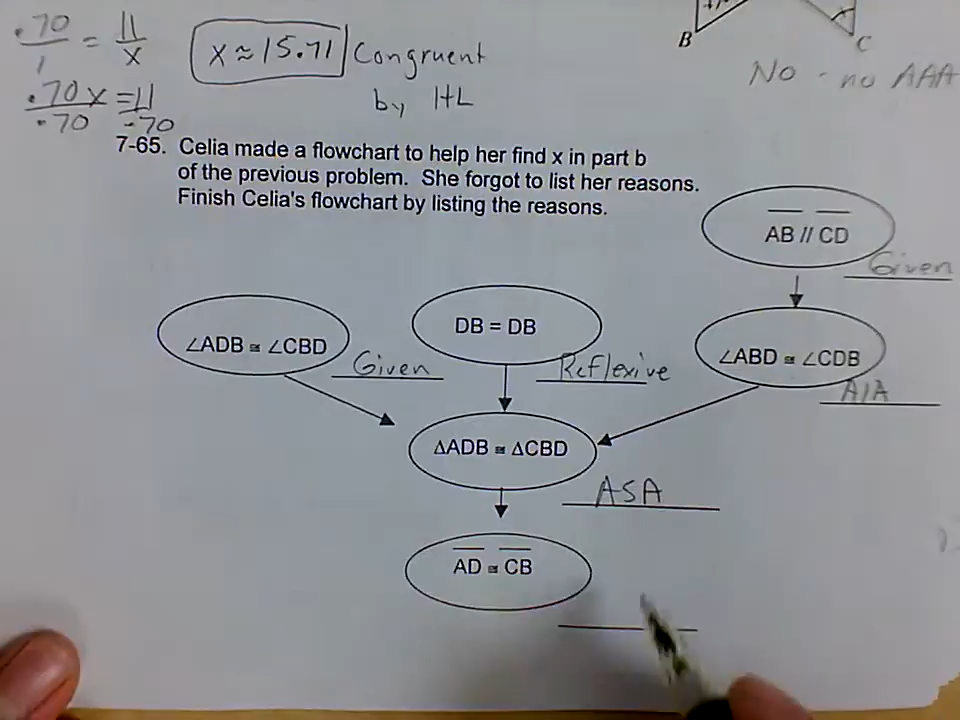 .70 / 1 = 11 / x
x ≈ 15.71
Congruent
by HL
.70x = 11
.70 .70
B
C
No - no AAA
7-65. Celia made a flowchart to help her find x in part b
of the previous problem. She forgot to list her reasons.
Finish Celia's flowchart by listing the reasons.
AB // CD
Given
∠ADB ≅ ∠CBD
Given
DB = DB
Reflexive
∠ABD ≅ ∠CDB
AIA
ΔADB ≅ ΔCBD
ASA
AD ≅ CB